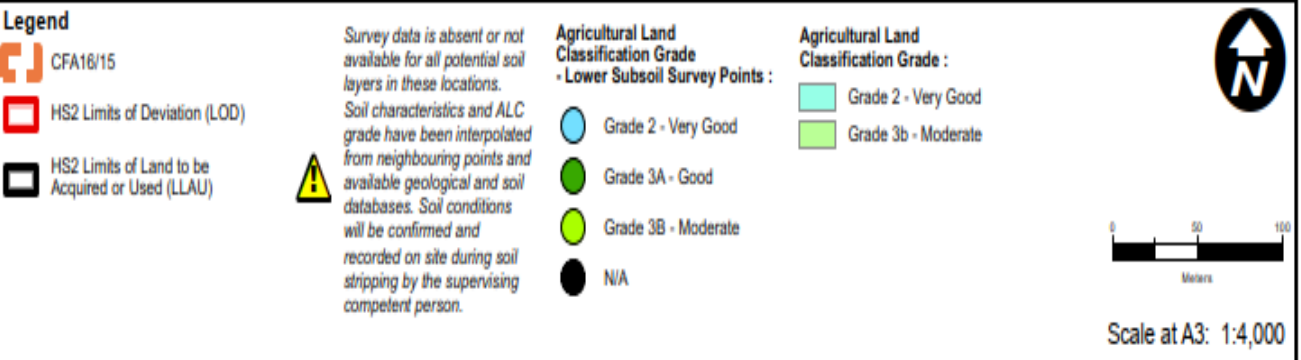 Legend
CFA16/15
HS2 Limits of Deviation (LOD)
HS2 Limits of Land to be
Acquired or Used (LLAU)
!
Survey data is absent or not
available for all potential soil
layers in these locations.
Soil characteristics and ALC
grade have been interpolated
from neighbouring points and
available geological and soil
databases. Soil conditions
will be confirmed and
recorded on site during soil
stripping by the supervising
competent person.
Agricultural Land
Classification Grade
- Lower Subsoil Survey Points :
Grade 2 - Very Good
Grade 3A - Good
Grade 3B - Moderate
N/A
Agricultural Land
Classification Grade :
Grade 2 - Very Good
Grade 3b - Moderate
N
0 50 100
Meters
Scale at A3: 1:4,000